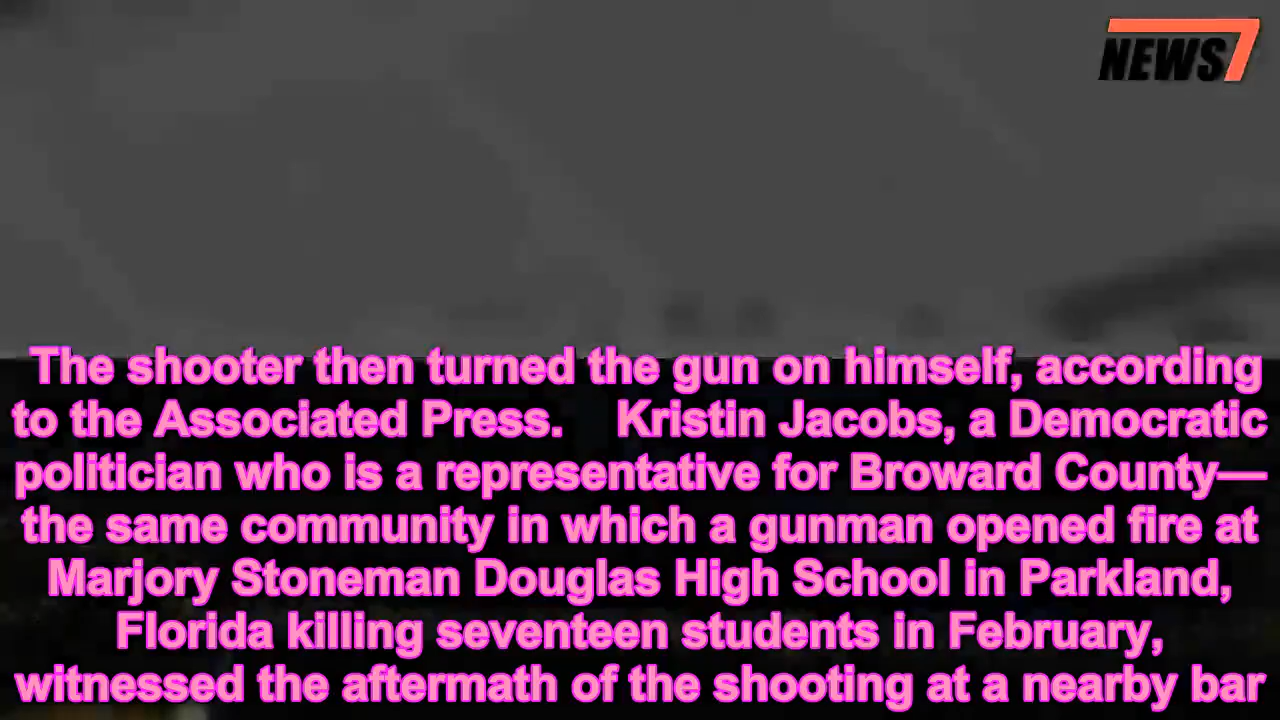 NEWS7
The shooter then turned the gun on himself, according
to the Associated Press. Kristin Jacobs, a Democratic
politician who is a representative for Broward County—
the same community in which a gunman opened fire at
Marjory Stoneman Douglas High School in Parkland,
Florida killing seventeen students in February,
witnessed the aftermath of the shooting at a nearby bar